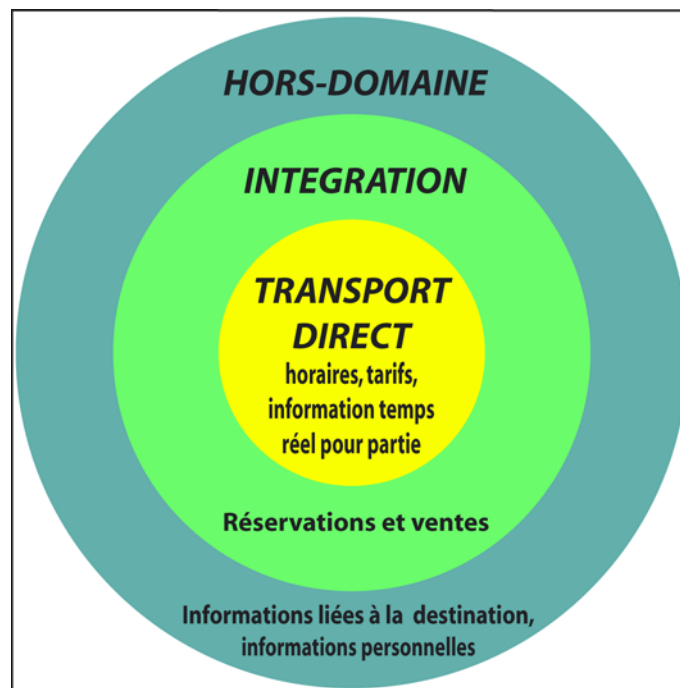 HORS-DOMAINE
INTEGRATION
TRANSPORT
DIRECT
horaires, tarifs,
information temps
réel pour partie
Réservations et ventes
Informations liées à la destination,
informations personnelles